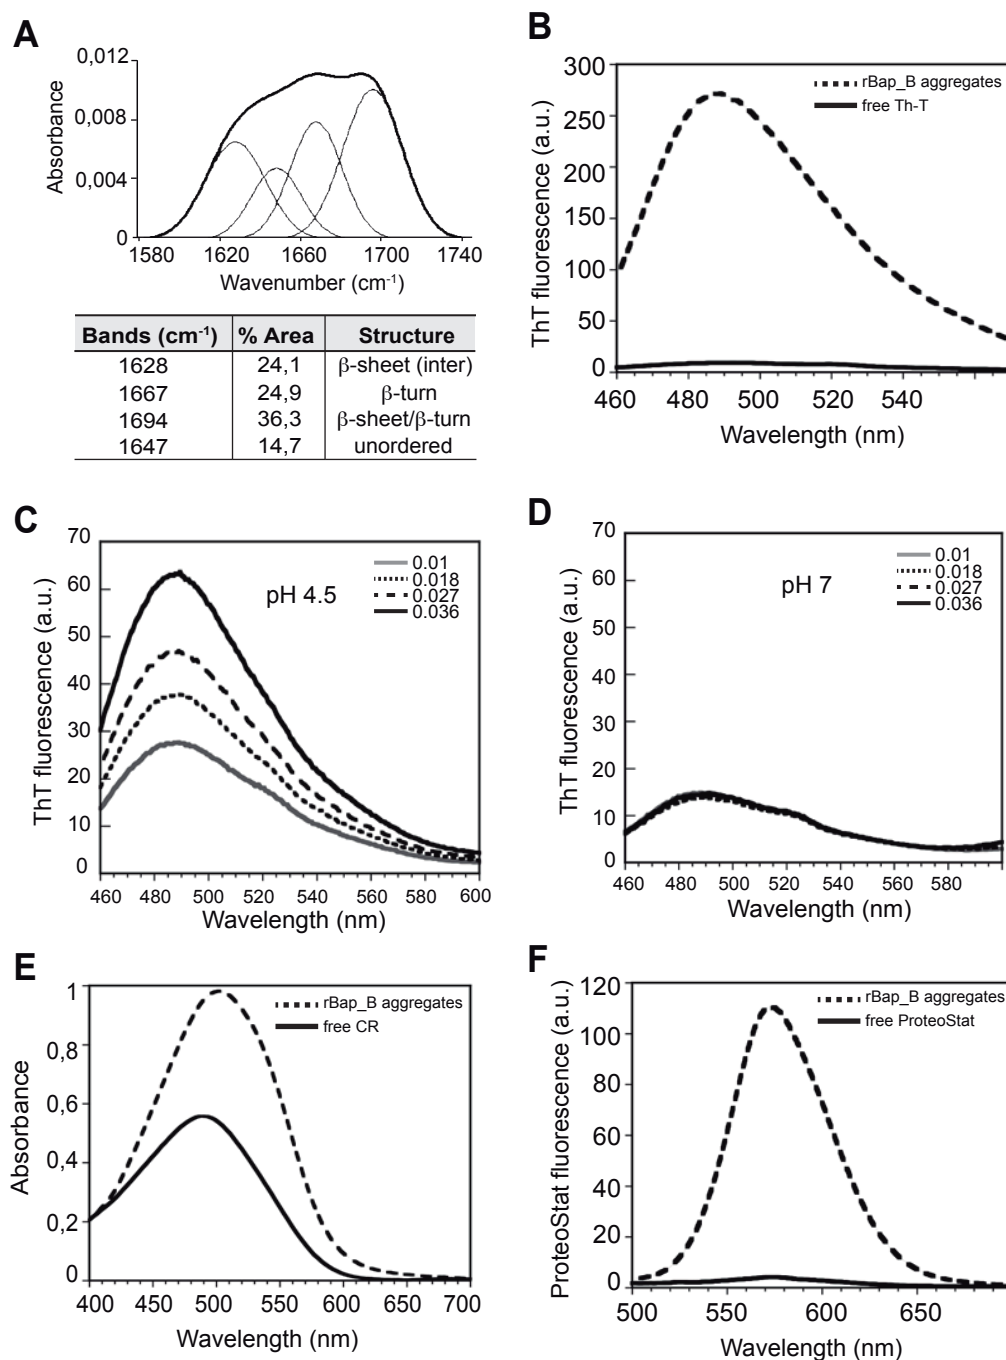 A
Absorbance
0,012
0,008
0,004
0
1580 1620 1660 1700 1740
Wavenumber (cm-1)
Bands (cm-1) % Area Structure
1628 24,1 β-sheet (inter)
1667 24,9 β-turn
1694 36,3 β-sheet/β-turn
1647 14,7 unordered
B
ThT fluorescence (a.u.)
300
250
200
150
100
50
0
rBap_B aggregates
free Th-T
460 480 500 520 540
Wavelength (nm)
C
ThT fluorescence (a.u.)
70
60
50
40
30
20
10
0
pH 4.5
0.01
0.018
0.027
0.036
460 480 500 520 540 560 580 600
Wavelength (nm)
D
ThT fluorescence (a.u.)
70
60
50
40
30
20
10
0
pH 7
0.01
0.018
0.027
0.036
460 480 500 520 540 560 580
Wavelength (nm)
E
Absorbance
1
0,8
0,6
0,4
0,2
0
rBap_B aggregates
free CR
400 450 500 550 600 650 700
Wavelength (nm)
F
ProteoStat fluorescence (a.u.)
120
100
80
60
40
20
0
rBap_B aggregates
free ProteoStat
500 550 600 650
Wavelength (nm)